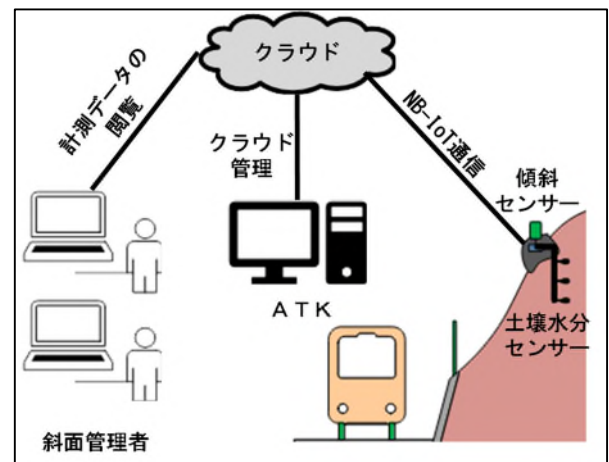 クラウド
計測データの
閲覧
クラウド
管理
NB-IoT通信
傾斜
センサー
土壌水分
センサー
ATK
斜面管理者